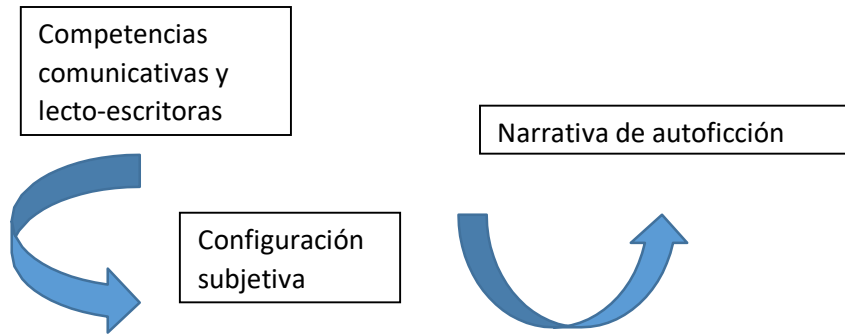 Competencias
comunicativas y
lecto-escritoras
Narrativa de autoficción
Configuración
subjetiva